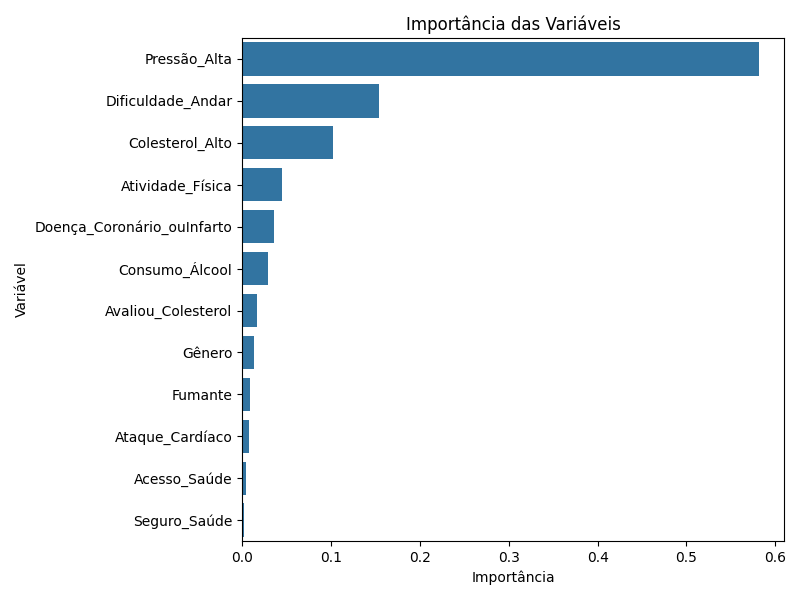 Importância das Variáveis
Pressão_Alta
Dificuldade_Andar
Colesterol_Alto
Atividade_Física
Doença_Coronário_ouInfarto
Consumo_Álcool
Avaliou_Colesterol
Gênero
Fumante
Ataque_Cardíaco
Acesso_Saúde
Seguro_Saúde
Variável
0.0 0.1 0.2 0.3 0.4 0.5 0.6
Importância